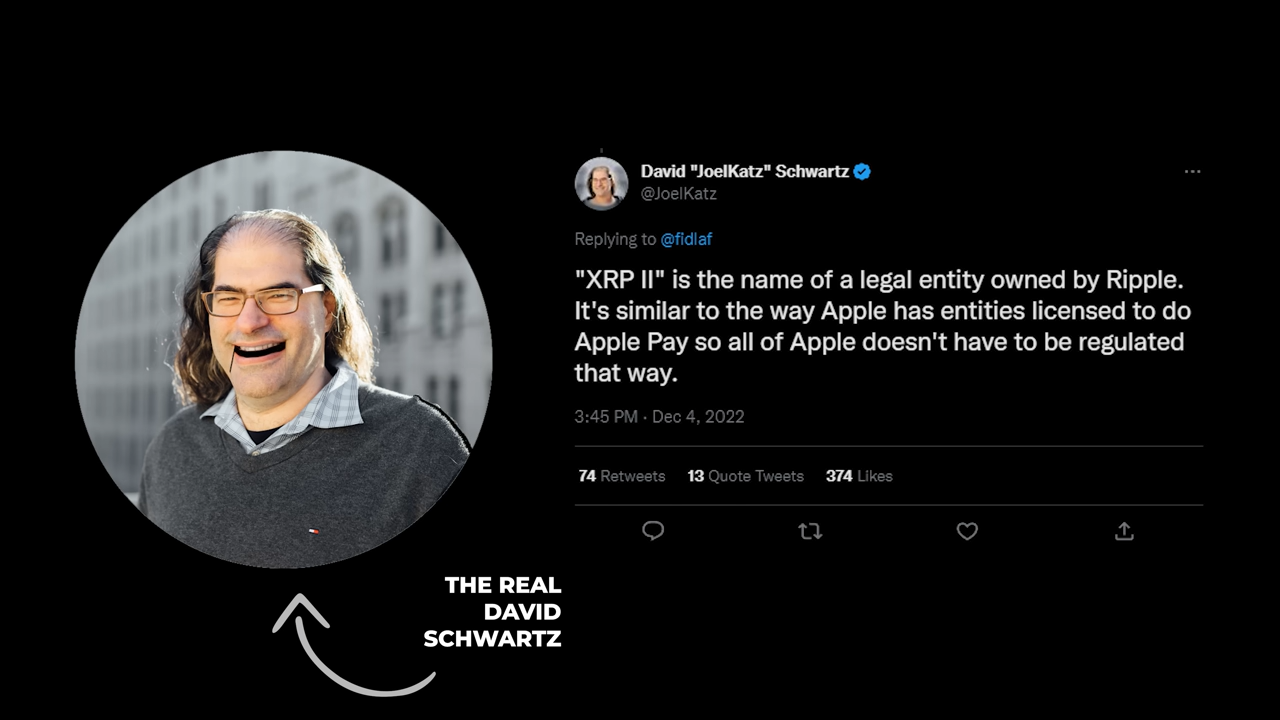 David "JoelKatz" Schwartz
@JoelKatz
Replying to @fidlaf
"XRP II" is the name of a legal entity owned by Ripple.
It's similar to the way Apple has entities licensed to do
Apple Pay so all of Apple doesn't have to be regulated
that way.
3:45 PM · Dec 4, 2022
74 Retweets 13 Quote Tweets 374 Likes
THE REAL
DAVID
SCHWARTZ